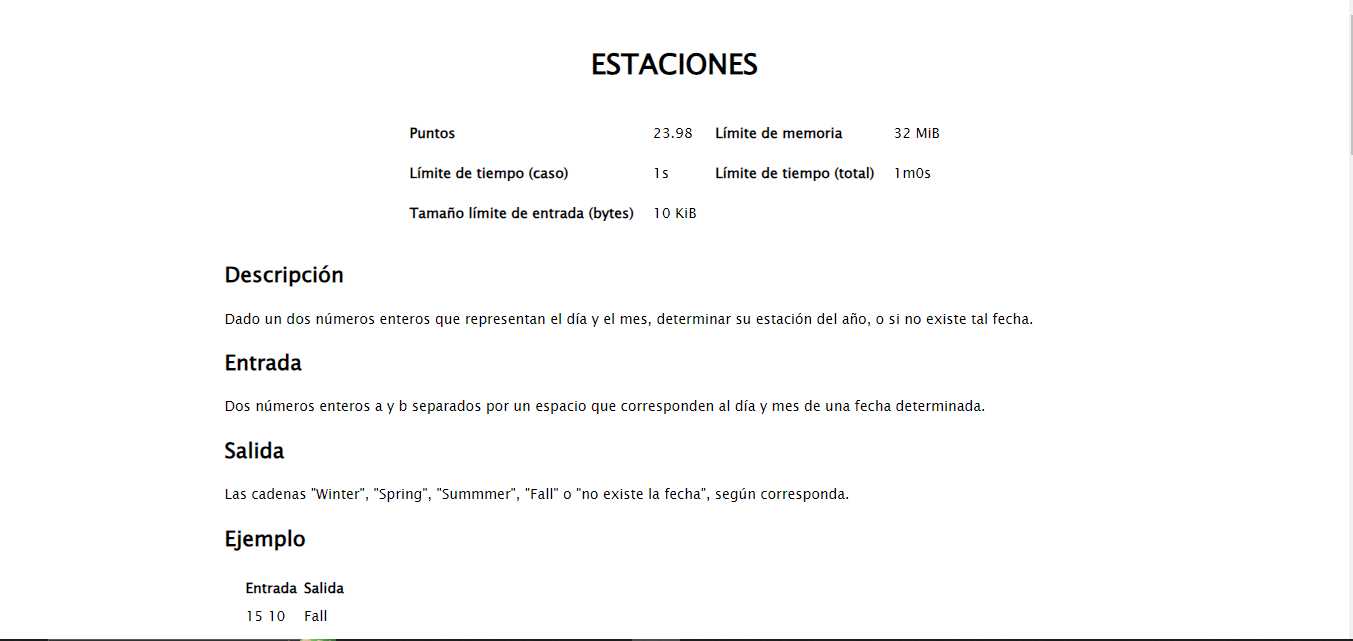 ESTACIONES
Puntos 23.98 Límite de memoria 32 MiB
Límite de tiempo (caso) 1s Límite de tiempo (total) 1m0s
Tamaño límite de entrada (bytes) 10 KiB
Descripción
Dado un dos números enteros que representan el día y el mes, determinar su estación del año, o si no existe tal fecha.
Entrada
Dos números enteros a y b separados por un espacio que corresponden al día y mes de una fecha determinada.
Salida
Las cadenas "Winter", "Spring", "Summmer", "Fall" o "no existe la fecha", según corresponda.
Ejemplo
Entrada Salida
15 10 Fall